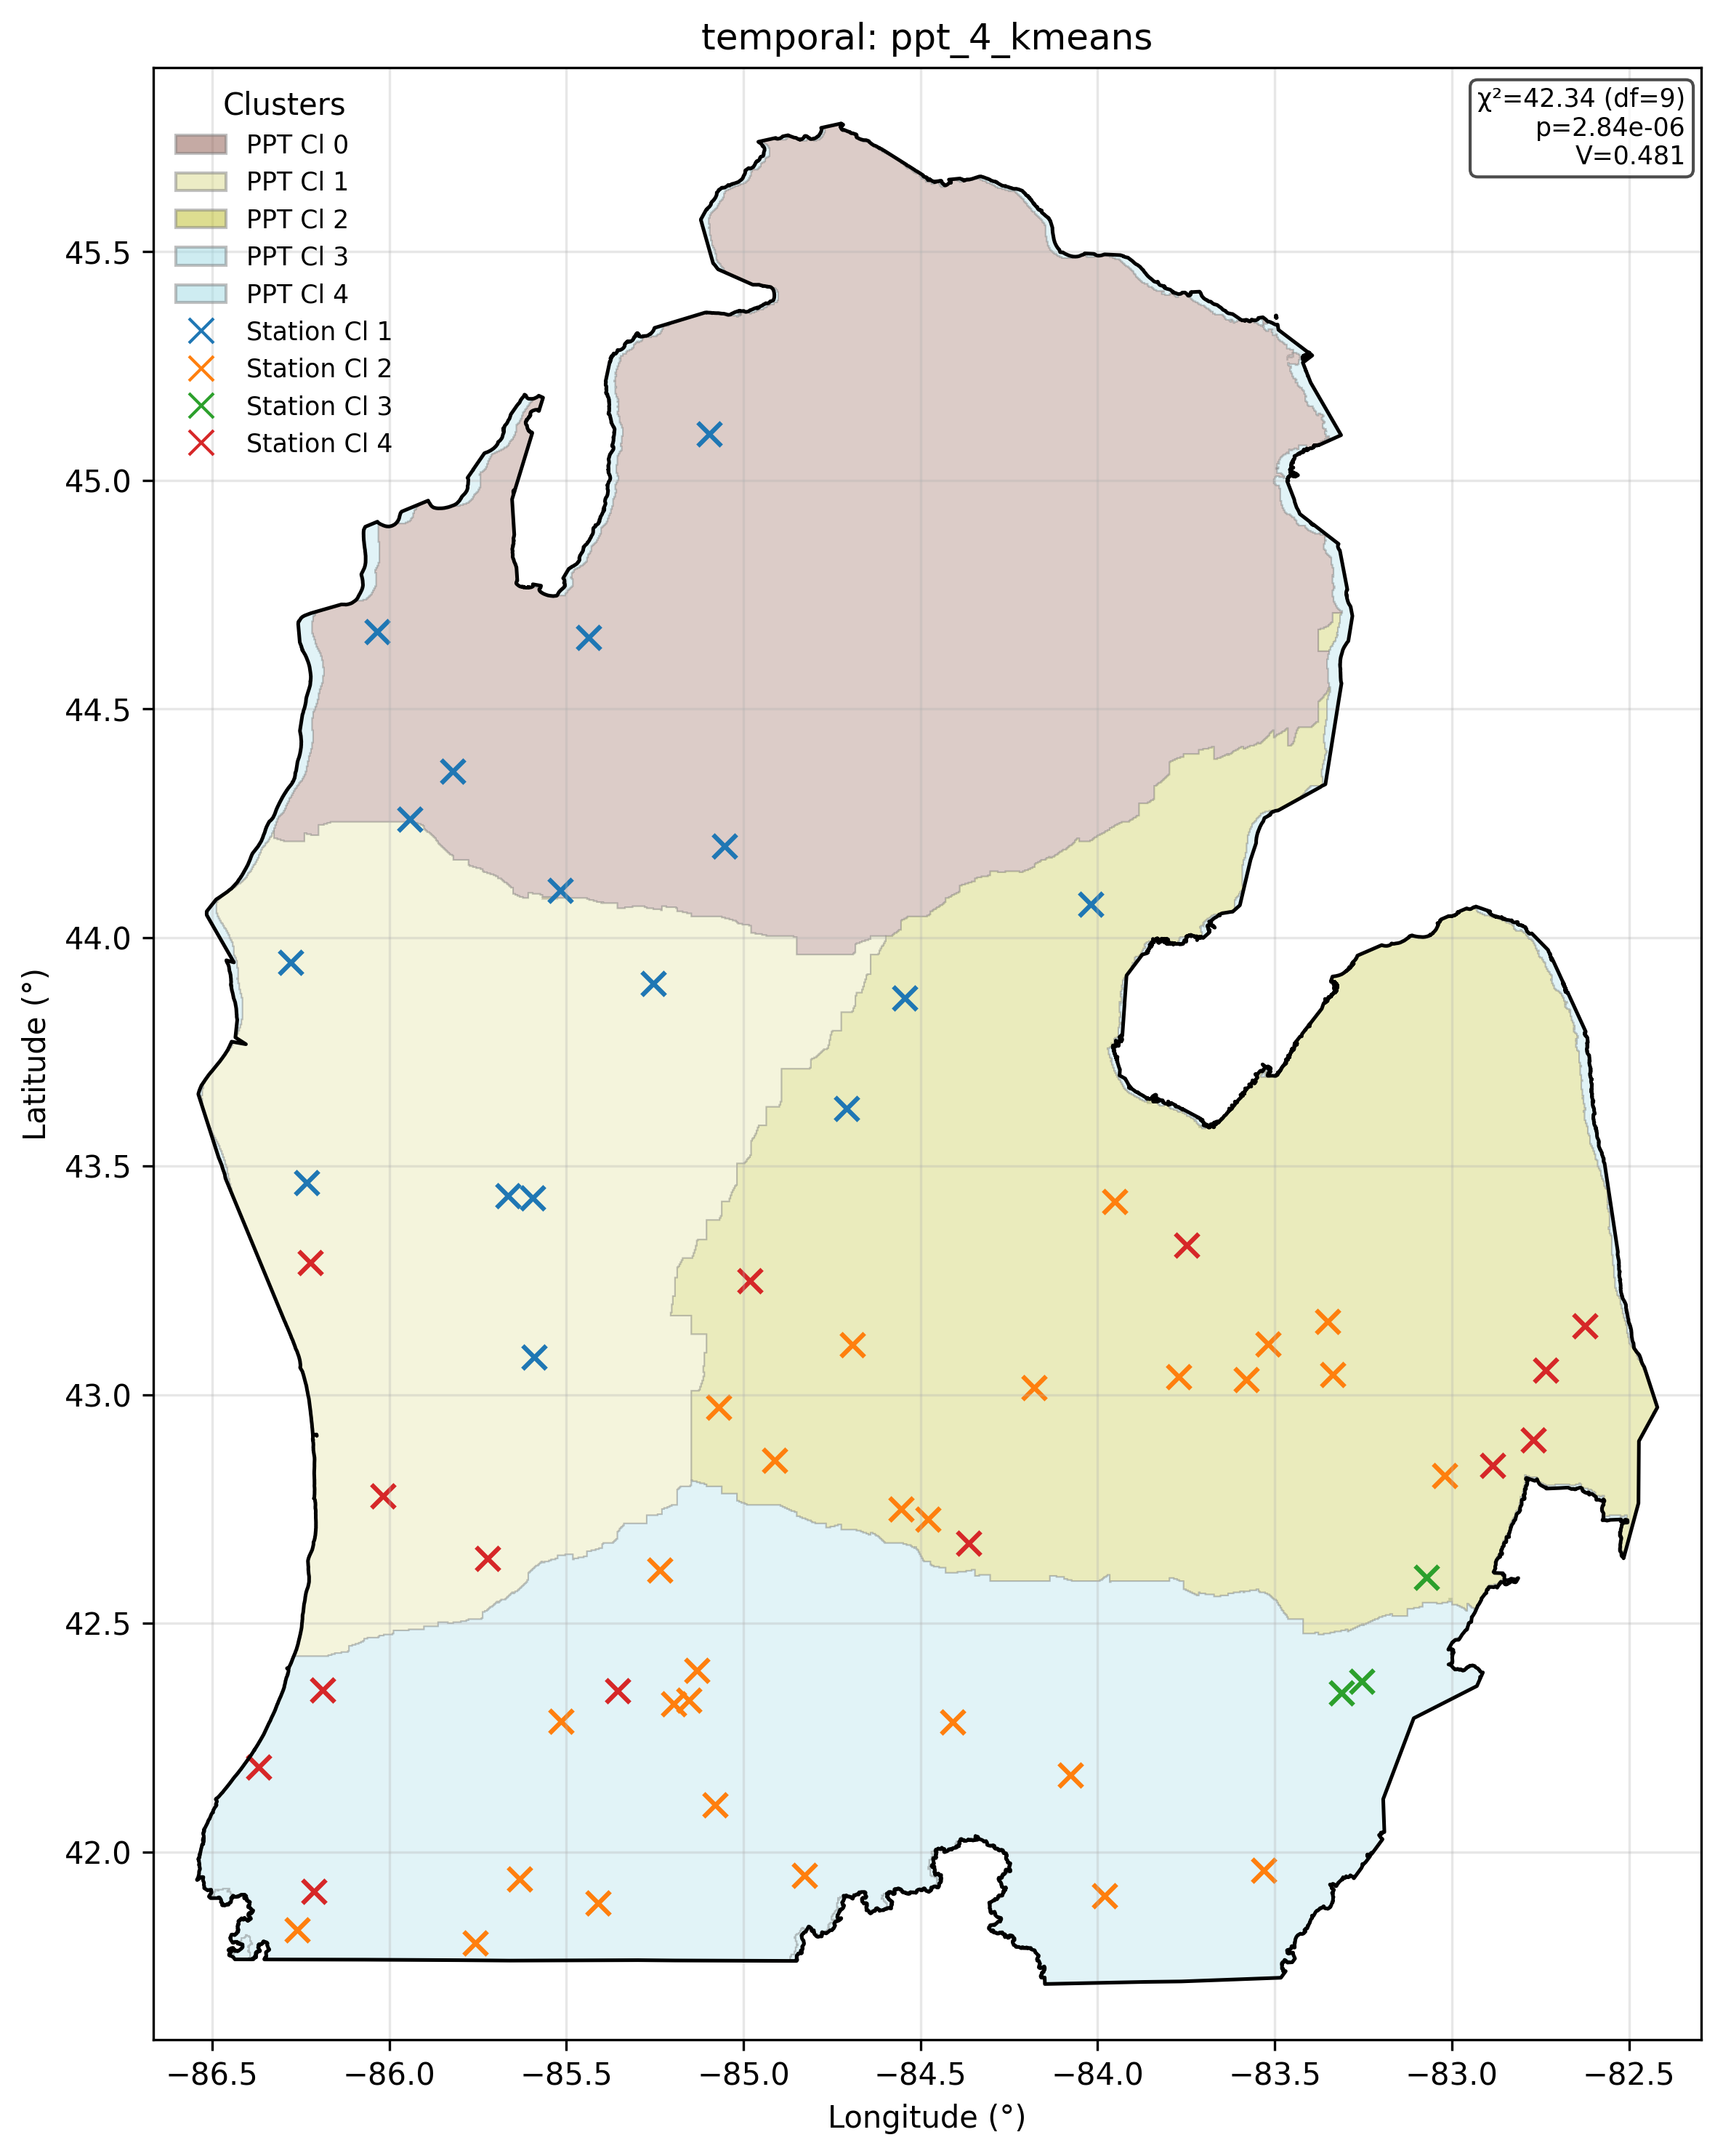 temporal: ppt_4_kmeans
Clusters
PPT Cl 0
PPT Cl 1
PPT Cl 2
PPT Cl 3
PPT Cl 4
Station Cl 1
Station Cl 2
Station Cl 3
Station Cl 4
χ²=42.34 (df=9)
p=2.84e-06
V=0.481
45.5
45.0
44.5
44.0
43.5
43.0
42.5
42.0
Latitude (°)
−86.5 −86.0 −85.5 −85.0 −84.5 −84.0 −83.5 −83.0 −82.5
Longitude (°)